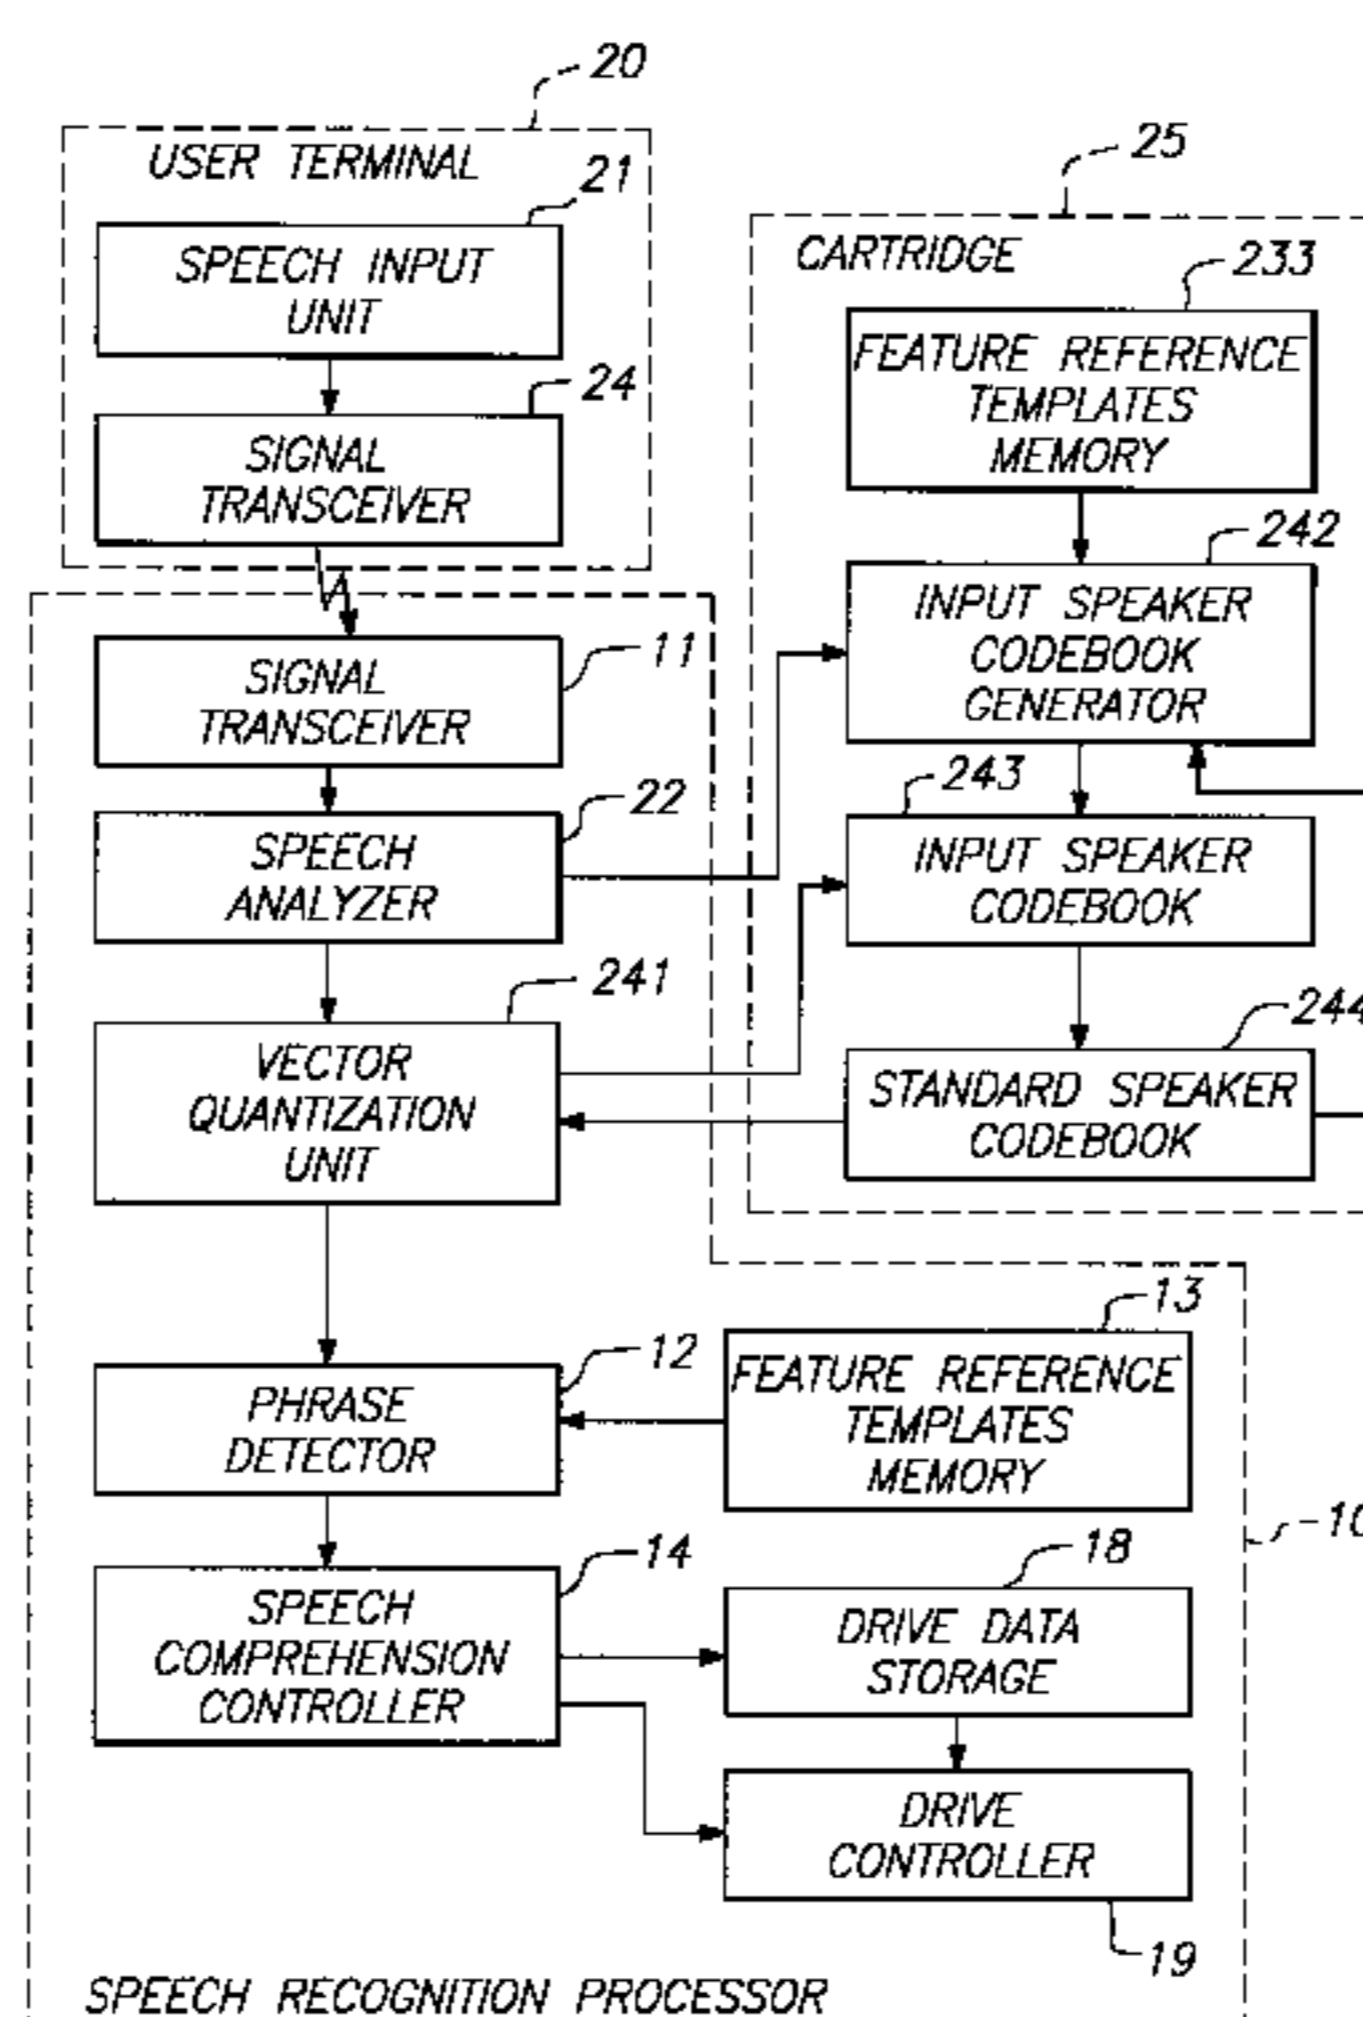 20
USER TERMINAL
21
SPEECH INPUT
UNIT
24
SIGNAL
TRANSCEIVER
25
CARTRIDGE
233
FEATURE REFERENCE
TEMPLATES
MEMORY
242
INPUT SPEAKER
CODEBOOK
GENERATOR
11
SIGNAL
TRANSCEIVER
22
SPEECH
ANALYZER
243
INPUT SPEAKER
CODEBOOK
241
VECTOR
QUANTIZATION
UNIT
244
STANDARD SPEAKER
CODEBOOK
12
PHRASE
DETECTOR
13
FEATURE REFERENCE
TEMPLATES
MEMORY
10
14
SPEECH
COMPREHENSION
CONTROLLER
18
DRIVE DATA
STORAGE
DRIVE
CONTROLLER
19
SPEECH RECOGNITION PROCESSOR